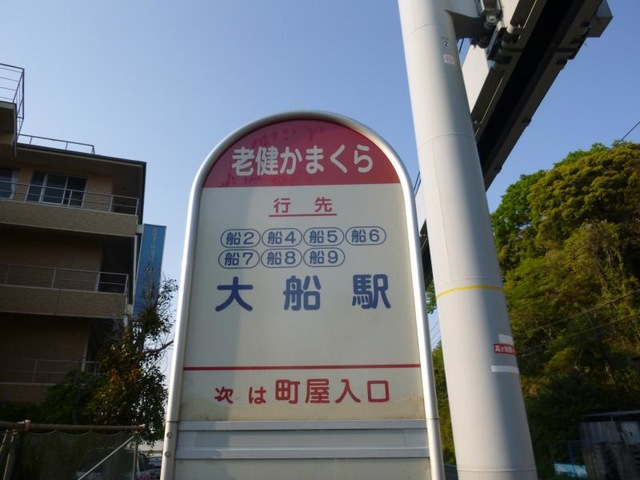 老健かまくら
行先
船2 船4 船5 船6
船7 船8 船9
大船駅
次は町屋入口